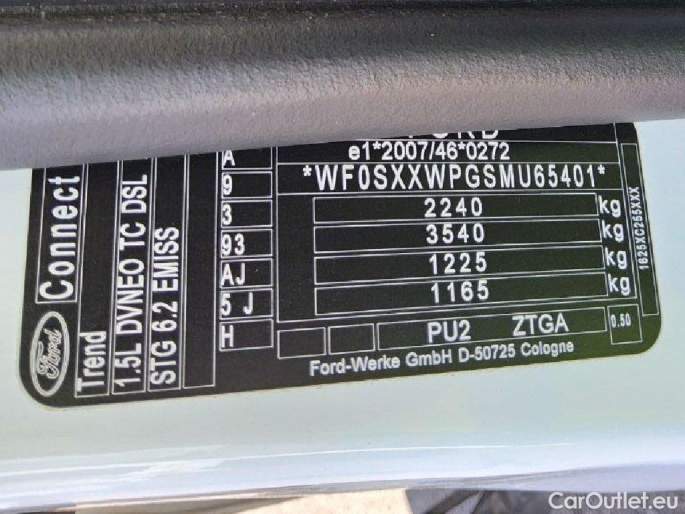 FORD
e1*2007/46*0272
*WF0SXXWPGSMU65401*
2240 kg
3540 kg
1225 kg
1165 kg
PU2 ZTGA
0.50
Ford-Werke GmbH D-50725 Cologne
1625XC255XXX
A
9
3
93
AJ
5 J
H
Ford
Connect
Trend
1.5L DVNEO TC DSL
STG 6.2 EMISS
CarOutlet.eu